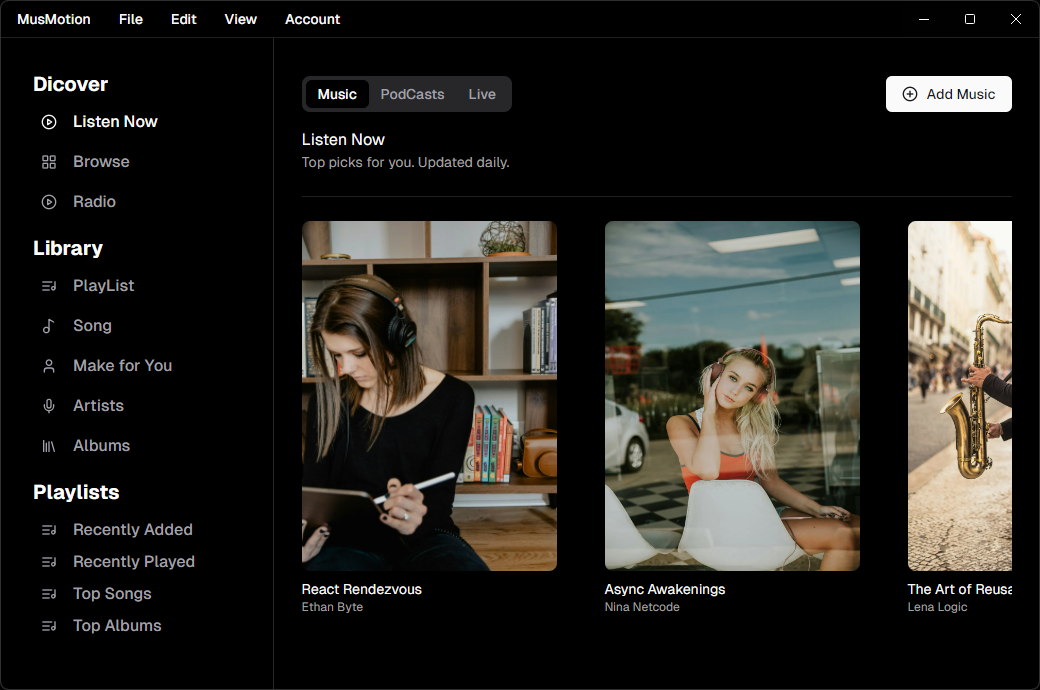 MusMotion File Edit View Account
Dicover
Listen Now
Browse
Radio
Library
PlayList
Song
Make for You
Artists
Albums
Playlists
Recently Added
Recently Played
Top Songs
Top Albums
Music PodCasts Live
Add Music
Listen Now
Top picks for you. Updated daily.
React Rendezvous
Ethan Byte
Async Awakenings
Nina Netcode
The Art of Reusa
Lena Logic